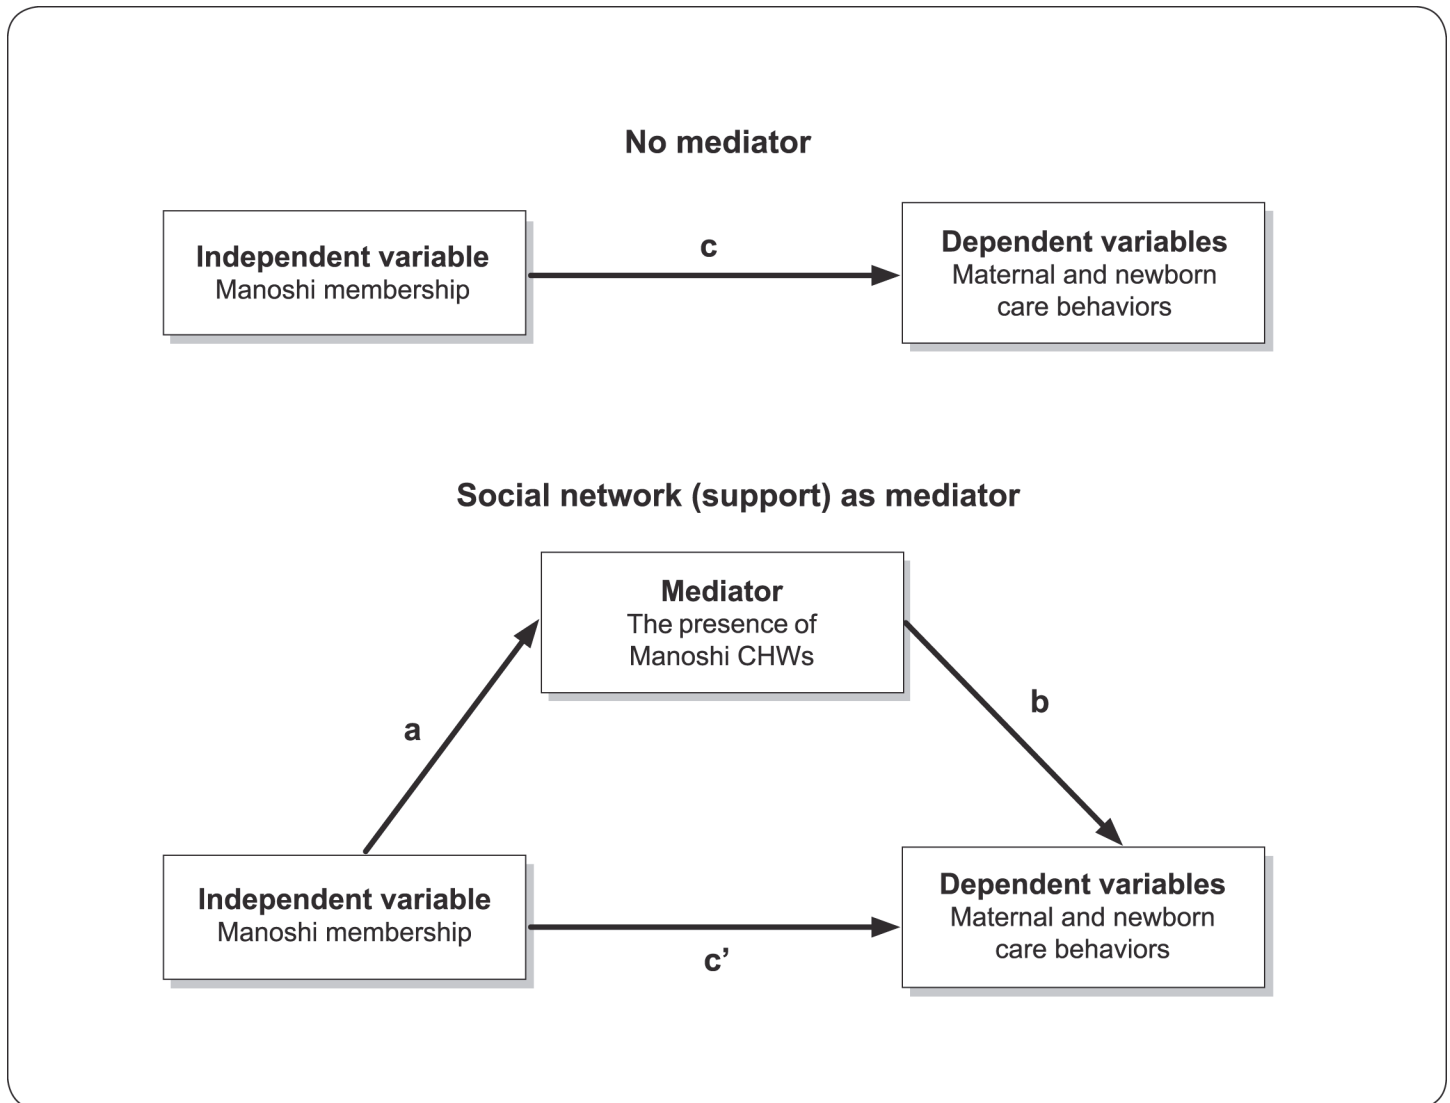 No mediator
Independent variable
Manoshi membership
c
Dependent variables
Maternal and newborn
care behaviors
Social network (support) as mediator
Mediator
The presence of
Manoshi CHWs
a
b
Independent variable
Manoshi membership
c’
Dependent variables
Maternal and newborn
care behaviors